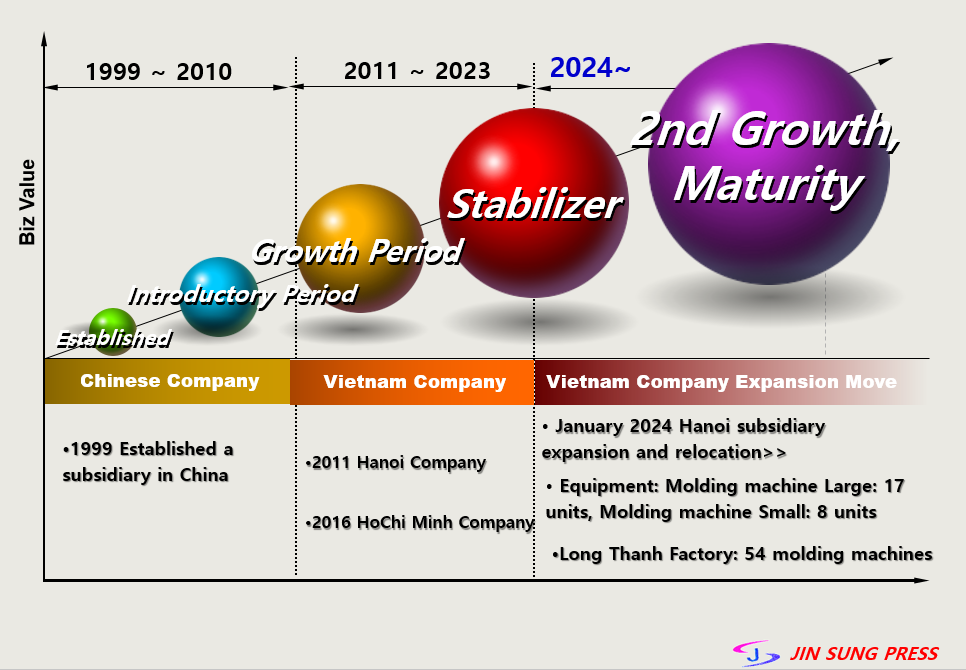 1999 ~ 2010
2011 ~ 2023
2024~
Biz Value
2nd Growth,
Maturity
Stabilizer
Growth Period
Introductory Period
Established
Chinese Company
Vietnam Company
Vietnam Company Expansion Move
•1999 Established a
subsidiary in China
•2011 Hanoi Company
•2016 HoChi Minh Company
• January 2024 Hanoi subsidiary
expansion and relocation>>
• Equipment: Molding machine Large: 17
units, Molding machine Small: 8 units
•Long Thanh Factory: 54 molding machines
J JIN SUNG PRESS